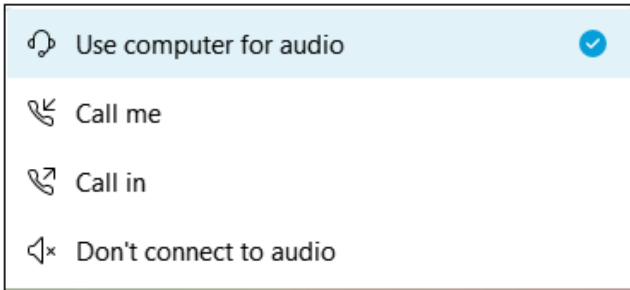 Use computer for audio
Call me
Call in
Don't connect to audio